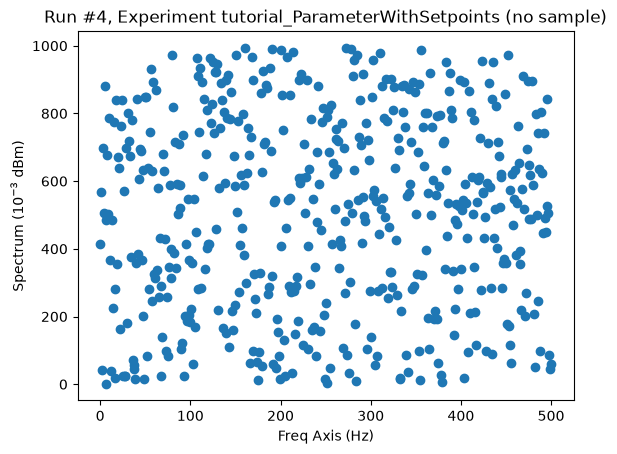 Run #4, Experiment tutorial_ParameterWithSetpoints (no sample)
1000
800
600
400
200
0
Spectrum (10⁻³ dBm)
0 100 200 300 400 500
Freq Axis (Hz)